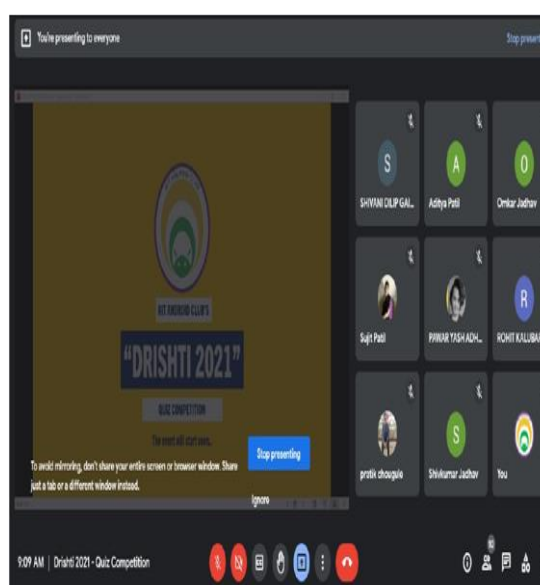 You're presenting to everyone
Stop present
KIT ANDROID CLUB'S
"DRISHTI 2021"
QUIZ COMPETITION
The event will start soon...
To avoid mirroring, don't share your entire screen or browser window. Share
just a tab or a different window instead.
Stop presenting
Ignore
S
SHIVANI DILIP GAI...
A
Aditya Patil
O
Omkar Jadhav
Sujit Patil
PAWAR YASH ADH...
R
ROHIT KALUBA
pratik chougule
S
Shivkumar Jadhav
You
9:09 AM | Drishti 2021 - Quiz Competition